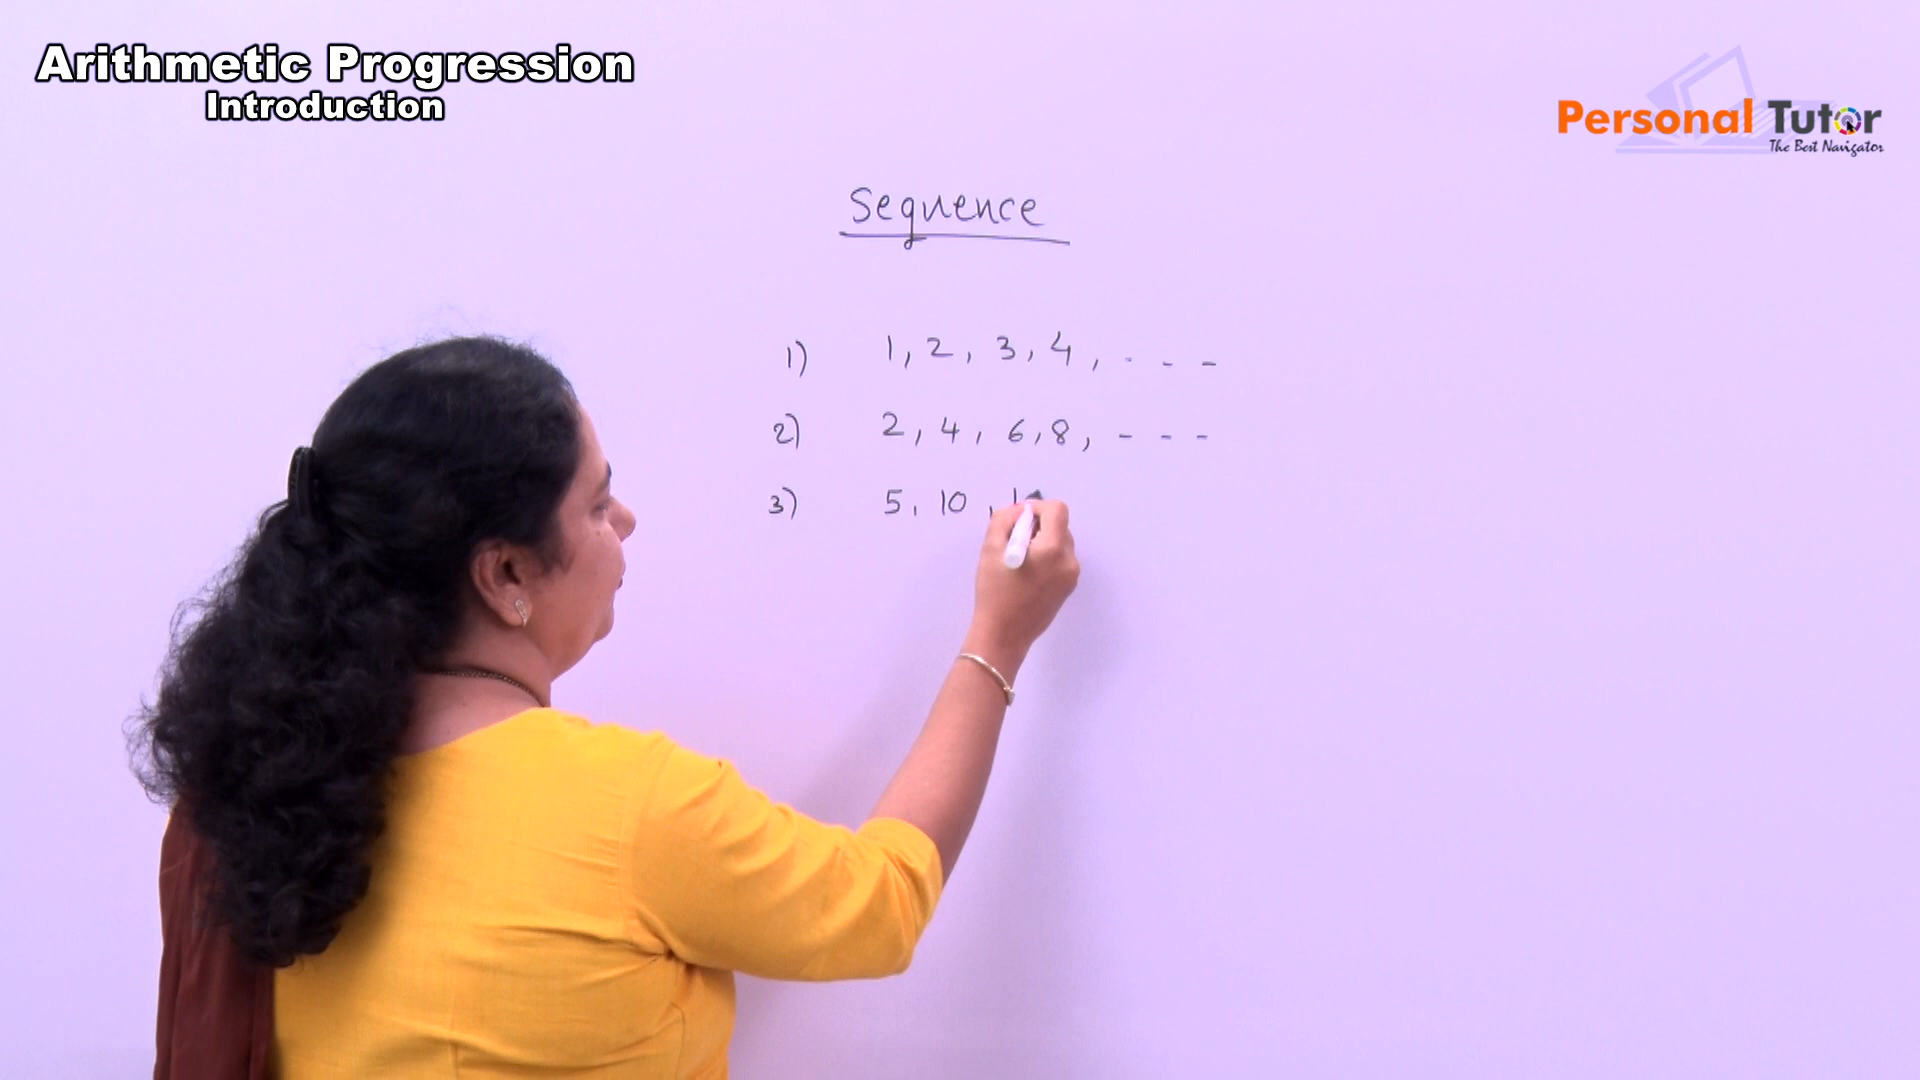 Arithmetic Progression
Introduction
Personal Tutor
The Best Navigator
Sequence
1) 1, 2, 3, 4, - - -
2) 2, 4, 6, 8, - - -
3) 5, 10, 1